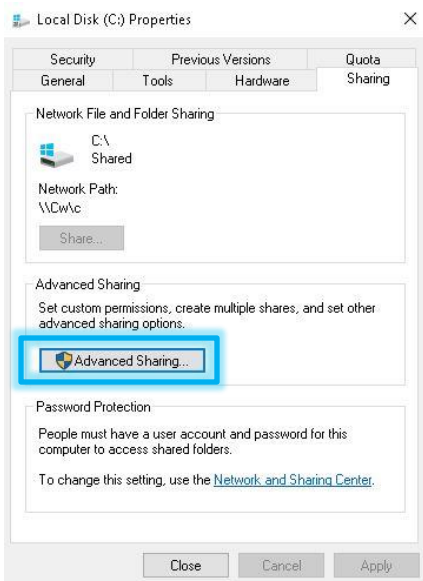 Local Disk (C:) Properties
Security Previous Versions Quota
General Tools Hardware Sharing
Network File and Folder Sharing
C:\
Shared
Network Path:
\\Cw\c
Share...
Advanced Sharing
Set custom permissions, create multiple shares, and set other
advanced sharing options.
Advanced Sharing...
Password Protection
People must have a user account and password for this
computer to access shared folders.
To change this setting, use the Network and Sharing Center.
Close Cancel Apply